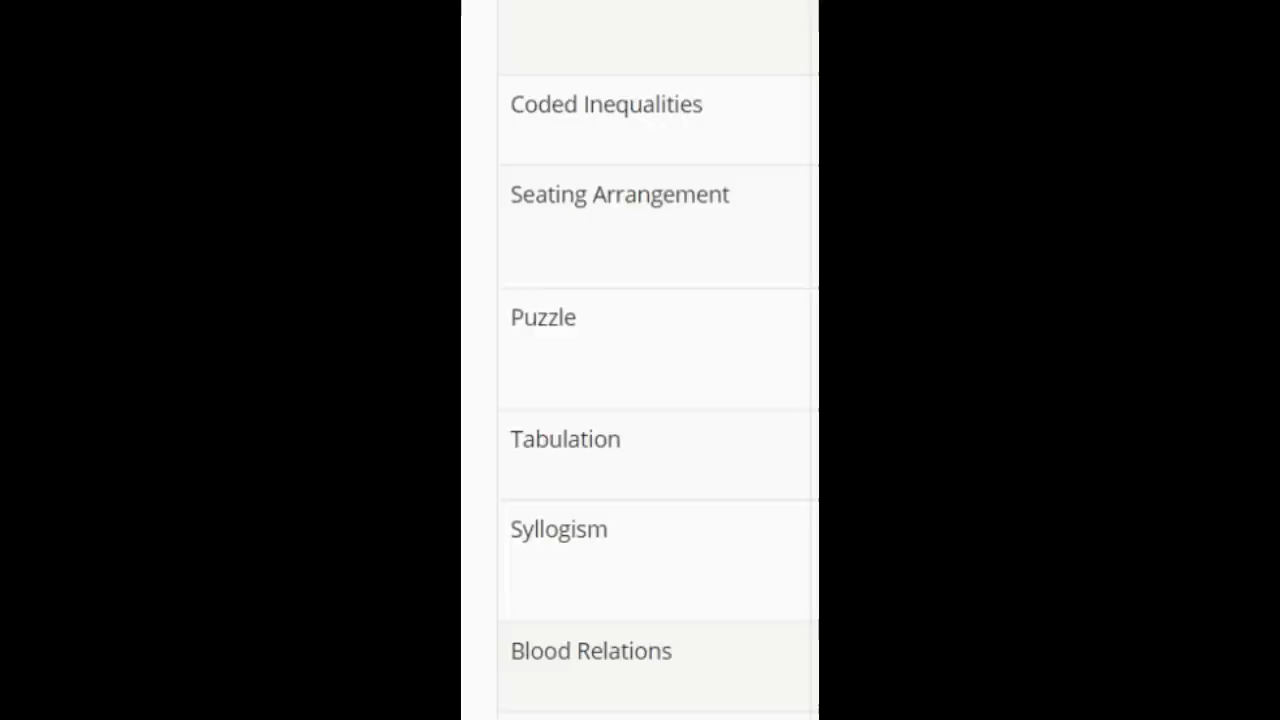 Coded Inequalities
Seating Arrangement
Puzzle
Tabulation
Syllogism
Blood Relations